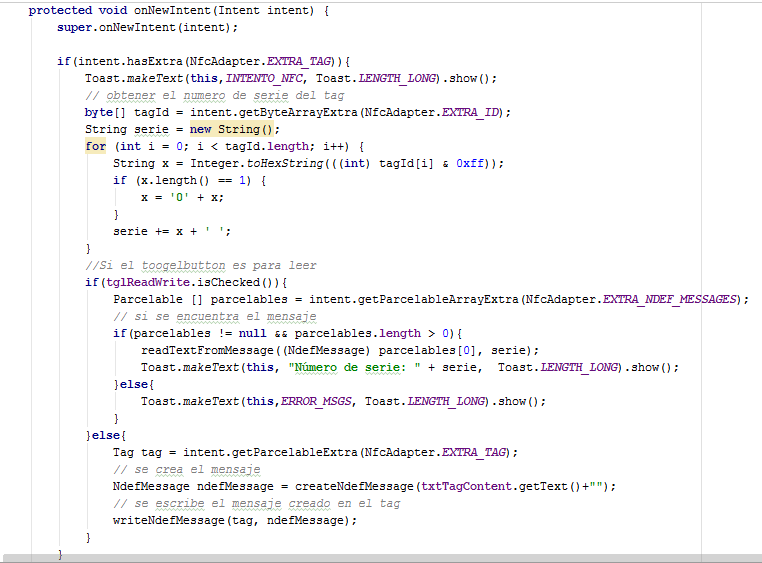 protected void onNewIntent(Intent intent) {
super.onNewIntent(intent);
if(intent.hasExtra(NfcAdapter.EXTRA_TAG)){
Toast.makeText(this,INTENTO_NFC, Toast.LENGTH_LONG).show();
// obtener el numero de serie del tag
byte[] tagId = intent.getByteArrayExtra(NfcAdapter.EXTRA_ID);
String serie = new String();
for (int i = 0; i < tagId.length; i++) {
String x = Integer.toHexString(((int) tagId[i] & 0xff));
if (x.length() == 1) {
x = '0' + x;
}
serie += x + ' ';
}
//Si el toogelbutton es para leer
if(tglReadWrite.isChecked()){
Parcelable [] parcelables = intent.getParcelableArrayExtra(NfcAdapter.EXTRA_NDEF_MESSAGES);
// si se encuentra el mensaje
if(parcelables != null && parcelables.length > 0){
readTextFromMessage((NdefMessage) parcelables[0], serie);
Toast.makeText(this, "Número de serie: " + serie,  Toast.LENGTH_LONG).show();
}else{
Toast.makeText(this,ERROR_MSGS, Toast.LENGTH_LONG).show();
}
}else{
Tag tag = intent.getParcelableExtra(NfcAdapter.EXTRA_TAG);
// se crea el mensaje
NdefMessage ndefMessage = createNdefMessage(txtTagContent.getText()+"");
// se escribe el mensaje creado en el tag
writeNdefMessage(tag, ndefMessage);
}
}